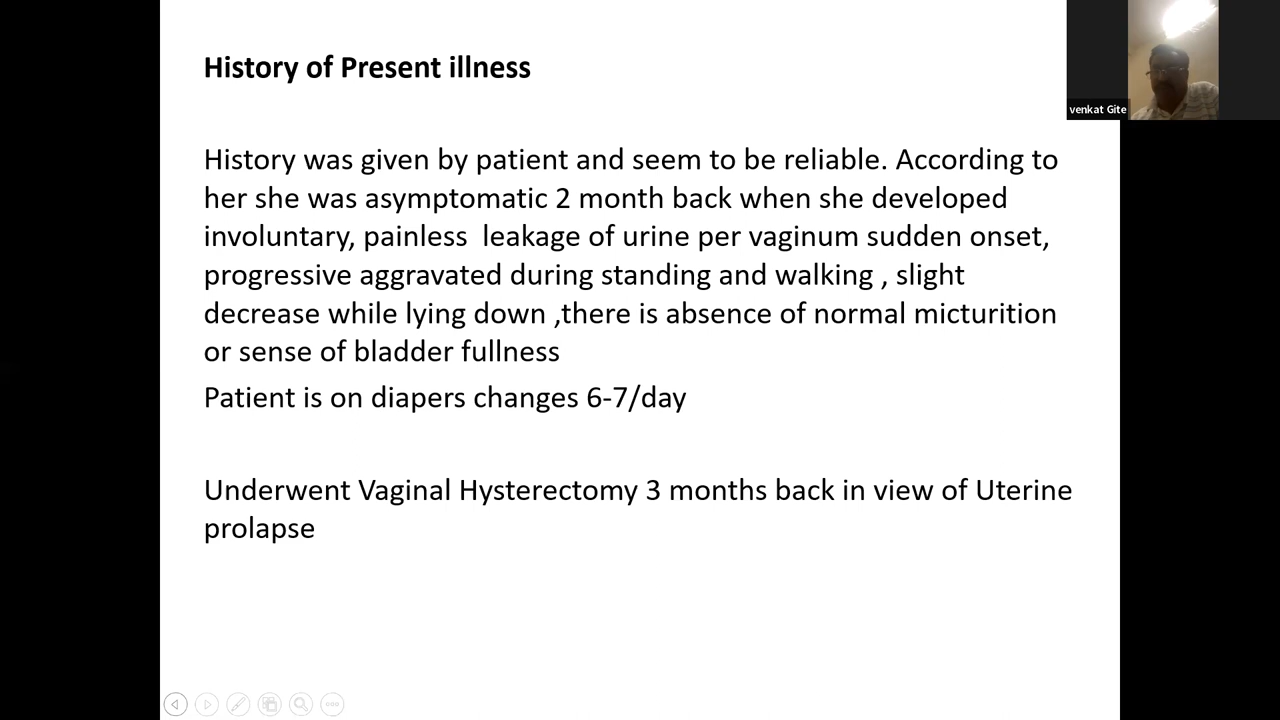 History of Present illness
venkat Gite
History was given by patient and seem to be reliable. According to
her she was asymptomatic 2 month back when she developed
involuntary, painless  leakage of urine per vaginum sudden onset,
progressive aggravated during standing and walking , slight
decrease while lying down ,there is absence of normal micturition
or sense of bladder fullness
Patient is on diapers changes 6-7/day
Underwent Vaginal Hysterectomy 3 months back in view of Uterine
prolapse